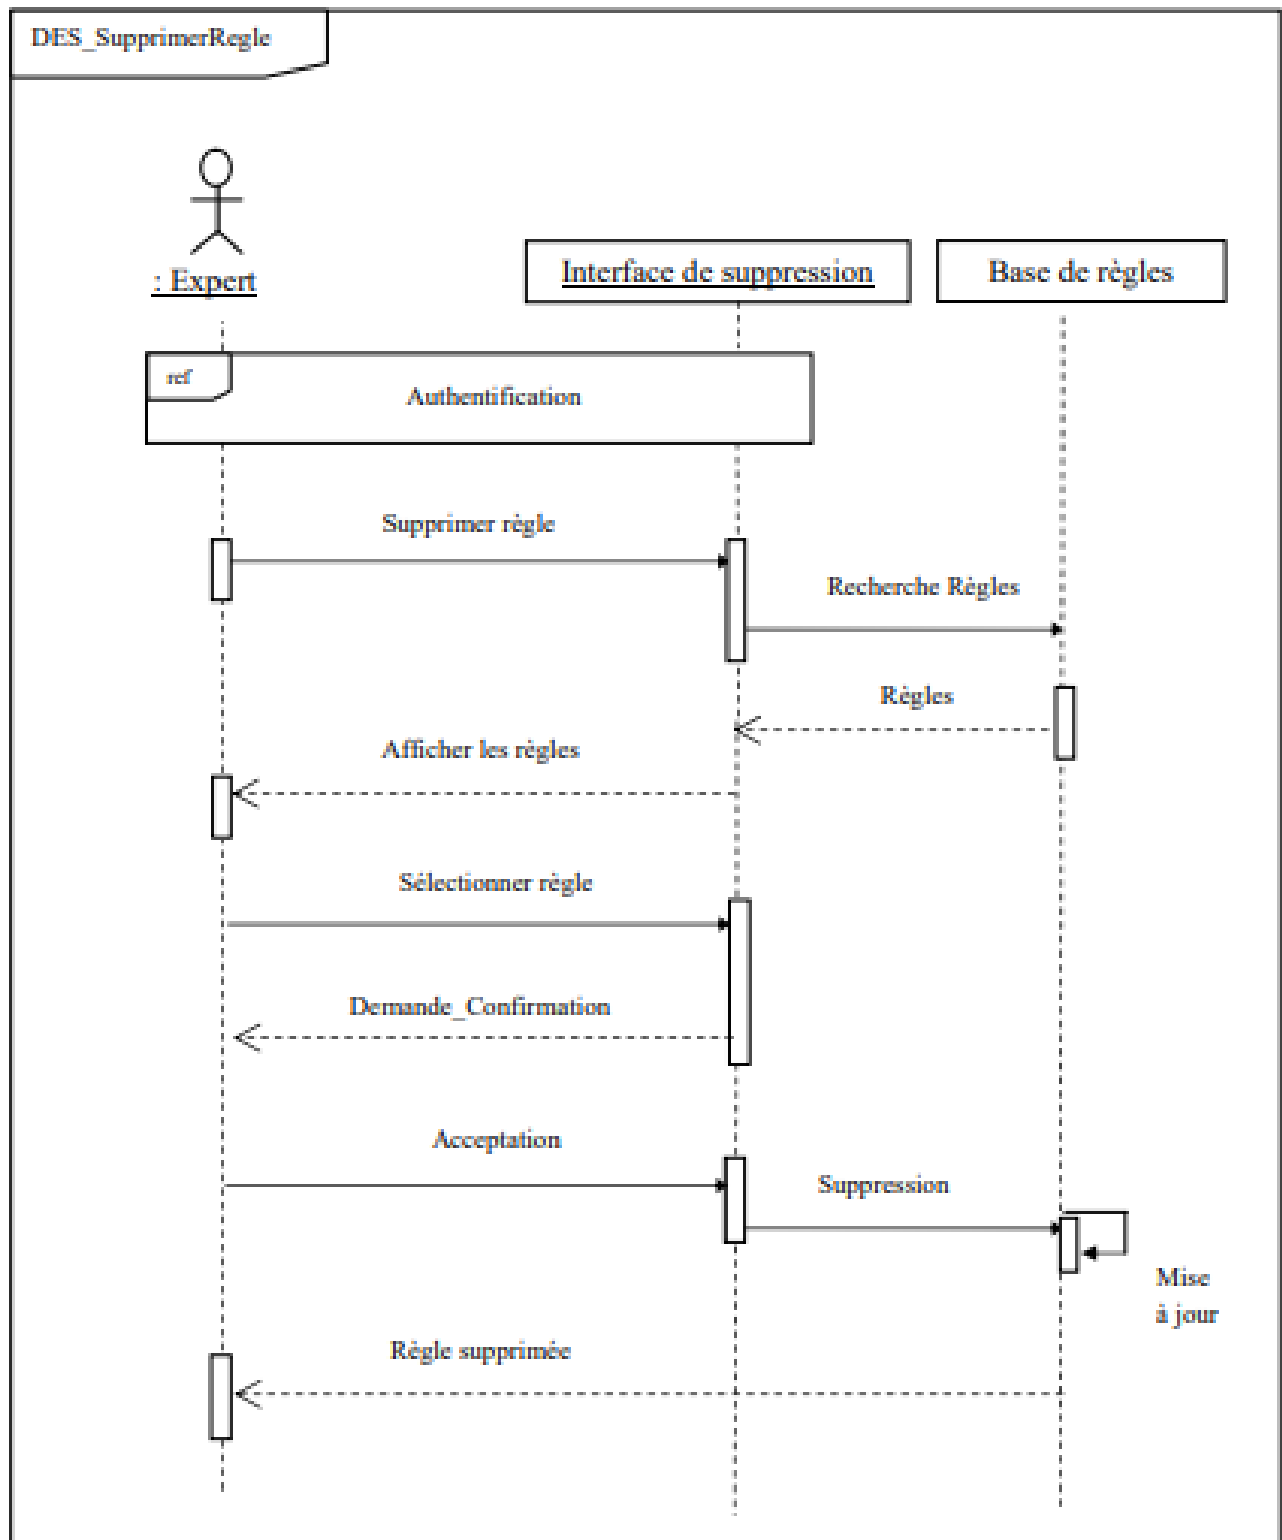 DES_SupprimerRegle
: Expert
Interface de suppression
Base de règles
ref
Authentification
Supprimer règle
Recherche Règles
Règles
Afficher les règles
Sélectionner règle
Demande_Confirmation
Acceptation
Suppression
Mise
à jour
Règle supprimée